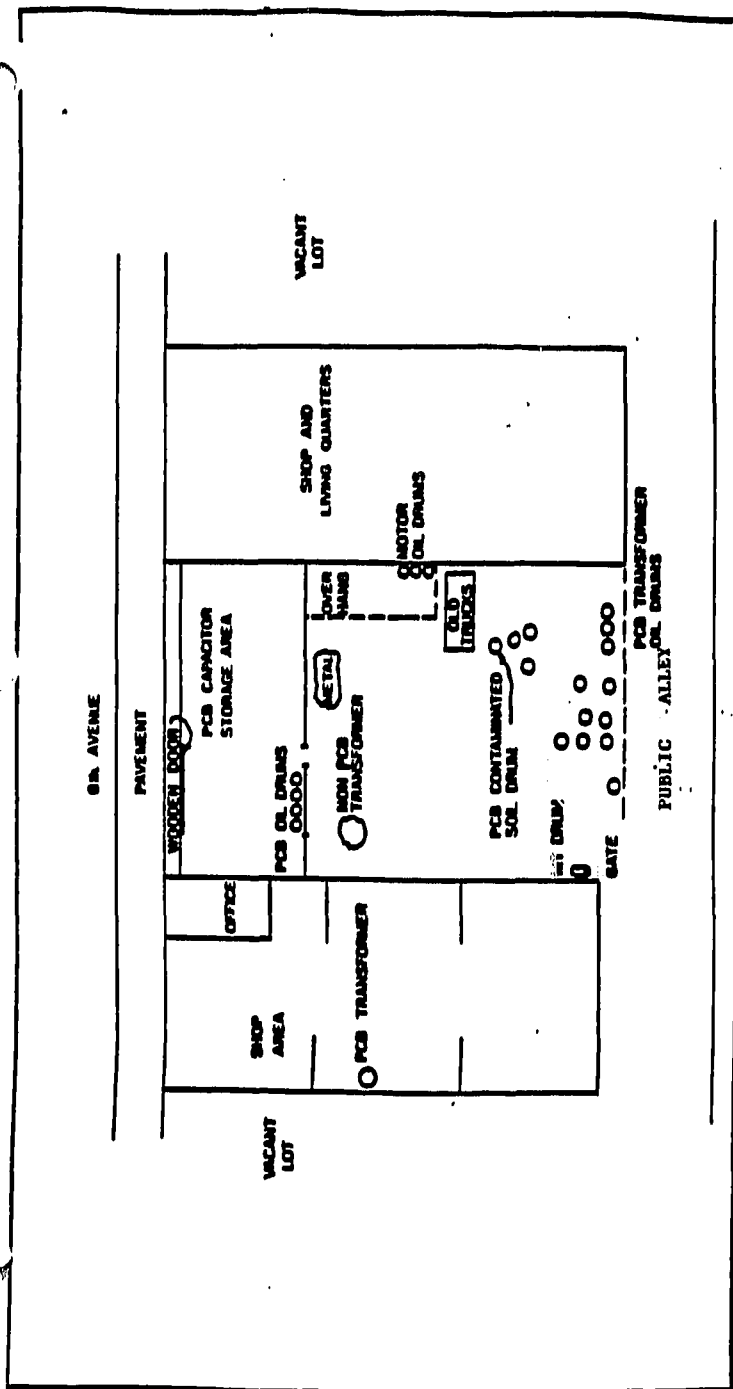 8th AVENUE
PAVEMENT
WOODEN DOOR
OFFICE
PCB CAPACITOR
STORAGE AREA
SHOP
AREA
PCB OIL DRUMS
OVER
HANG
SHOP AND
LIVING QUARTERS
VACANT
LOT
VACANT
LOT
METAL
NON PCB
TRANSFORMER
PCB TRANSFORMER
MOTOR
OIL DRUMS
OLD
TRUCKS
PCB CONTAMINATED
SOIL DRUM
DRUM
GATE
PCB TRANSFORMER
OIL DRUMS
PUBLIC ALLEY